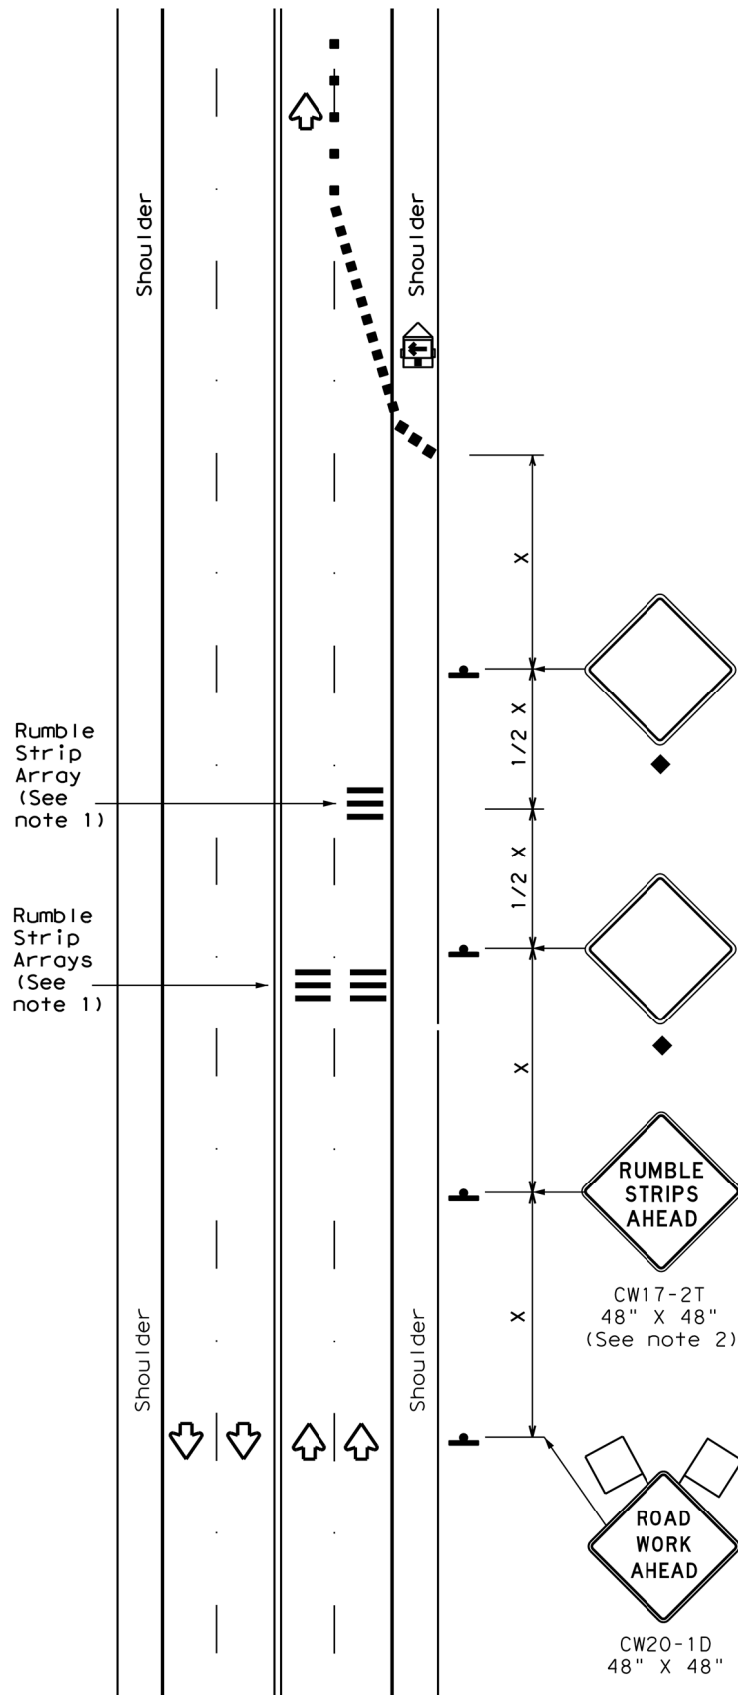 Shoulder
Shoulder
X
1/2 X
Rumble
Strip
Array
(See
note 1)
1/2 X
Rumble
Strip
Arrays
(See
note 1)
X
RUMBLE
STRIPS
AHEAD
CW17-2T
48" X 48"
(See note 2)
X
Shoulder
Shoulder
ROAD
WORK
AHEAD
CW20-1D
48" X 48"